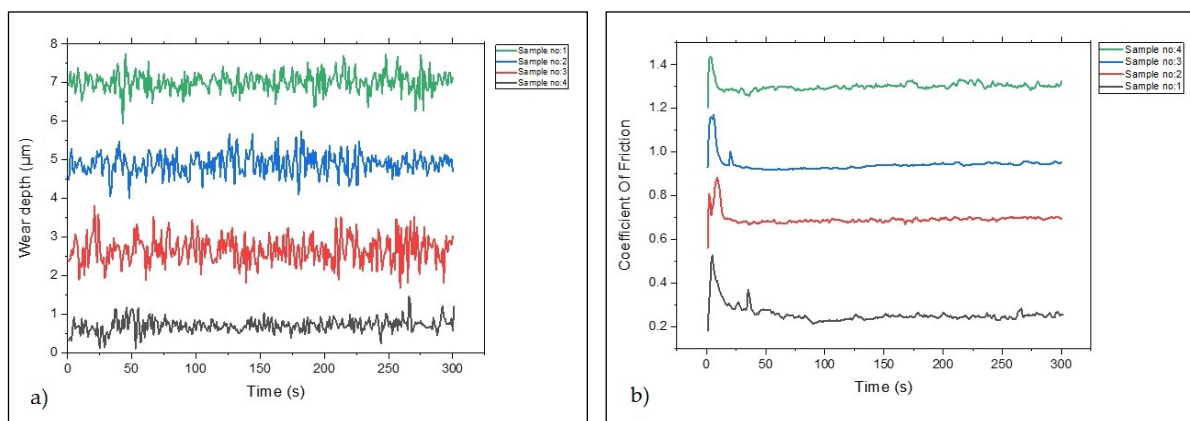 8
7
6
5
4
3
2
1
0
Wear depth (μm)
0 50 100 150 200 250 300
Time (s)
Sample no:1
Sample no:2
Sample no:3
Sample no:4
a)
1.4
1.2
1.0
0.8
0.6
0.4
0.2
Coefficient Of Friction
0 50 100 150 200 250 300
Time (s)
Sample no:4
Sample no:3
Sample no:2
Sample no:1
b)